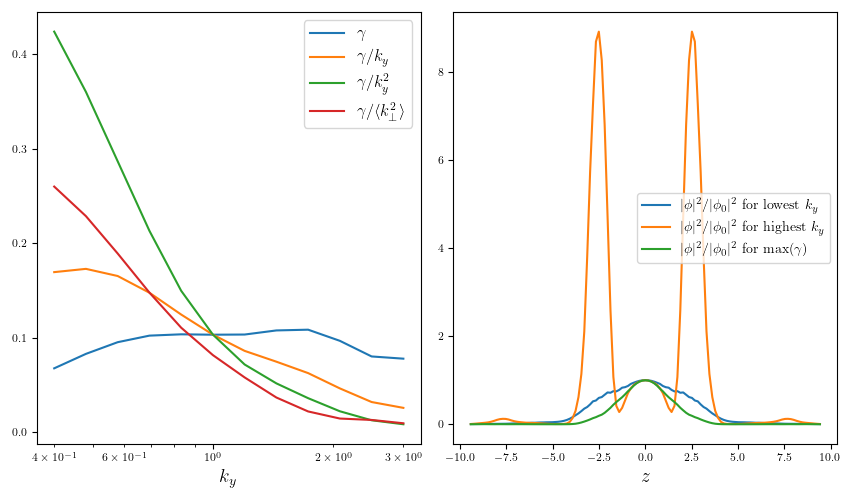 0.4
0.3
0.2
0.1
0.0
γ
γ/k_y
γ/k_y^2
γ/⟨k_⊥^2⟩
4 × 10^{-1}
6 × 10^{-1}
10^0
2 × 10^0
3 × 10^0
k_y
8
6
4
2
0
|ϕ|^2/|ϕ_0|^2 for lowest k_y
|ϕ|^2/|ϕ_0|^2 for highest k_y
|ϕ|^2/|ϕ_0|^2 for max(γ)
−10.0
−7.5
−5.0
−2.5
0.0
2.5
5.0
7.5
10.0
z